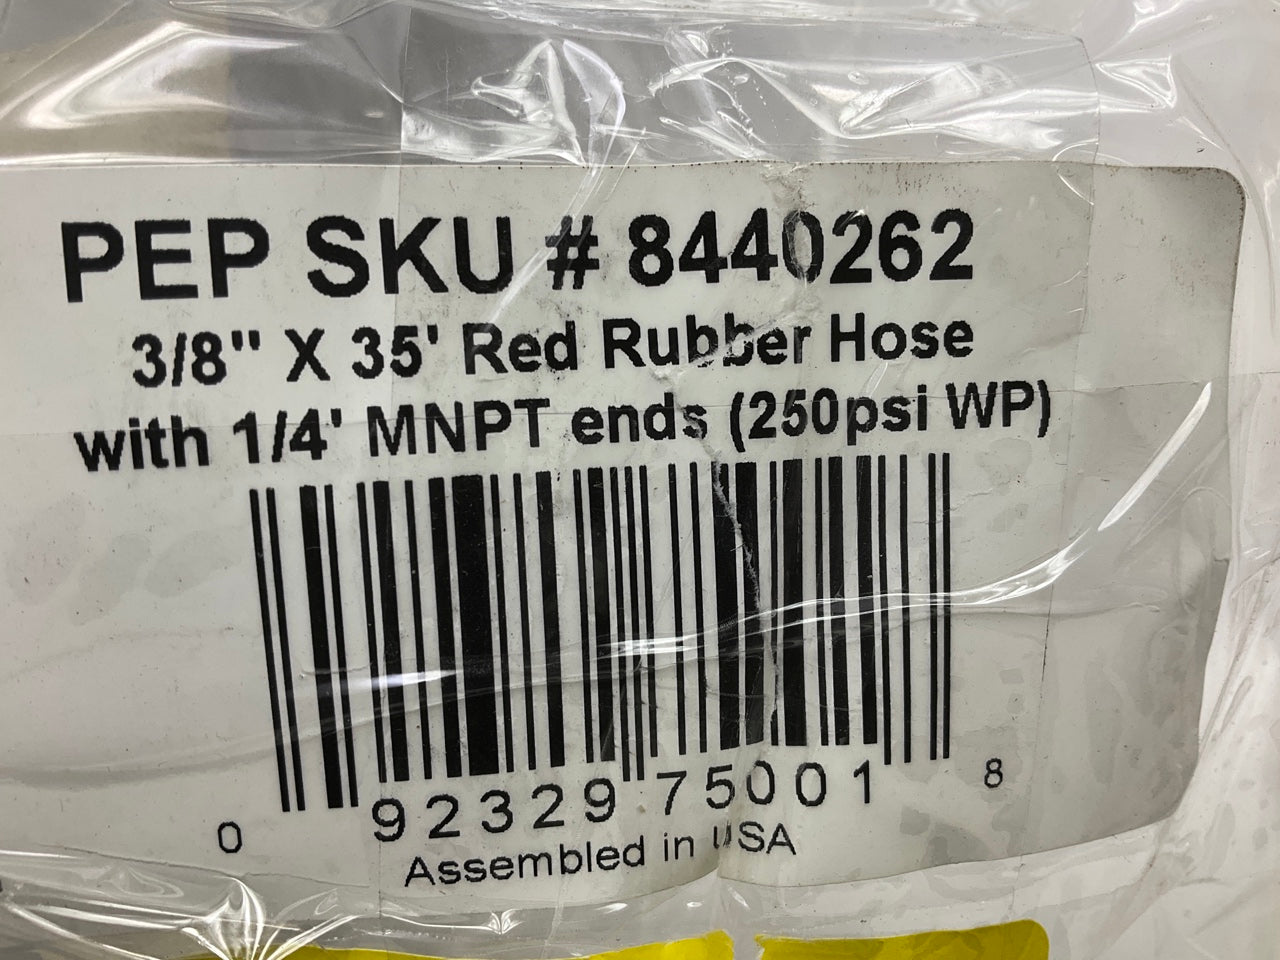 PEP SKU # 8440262
3/8" X 35' Red Rubber Hose
with 1/4' MNPT ends (250psi WP)
0 92329 75001 8
Assembled in USA